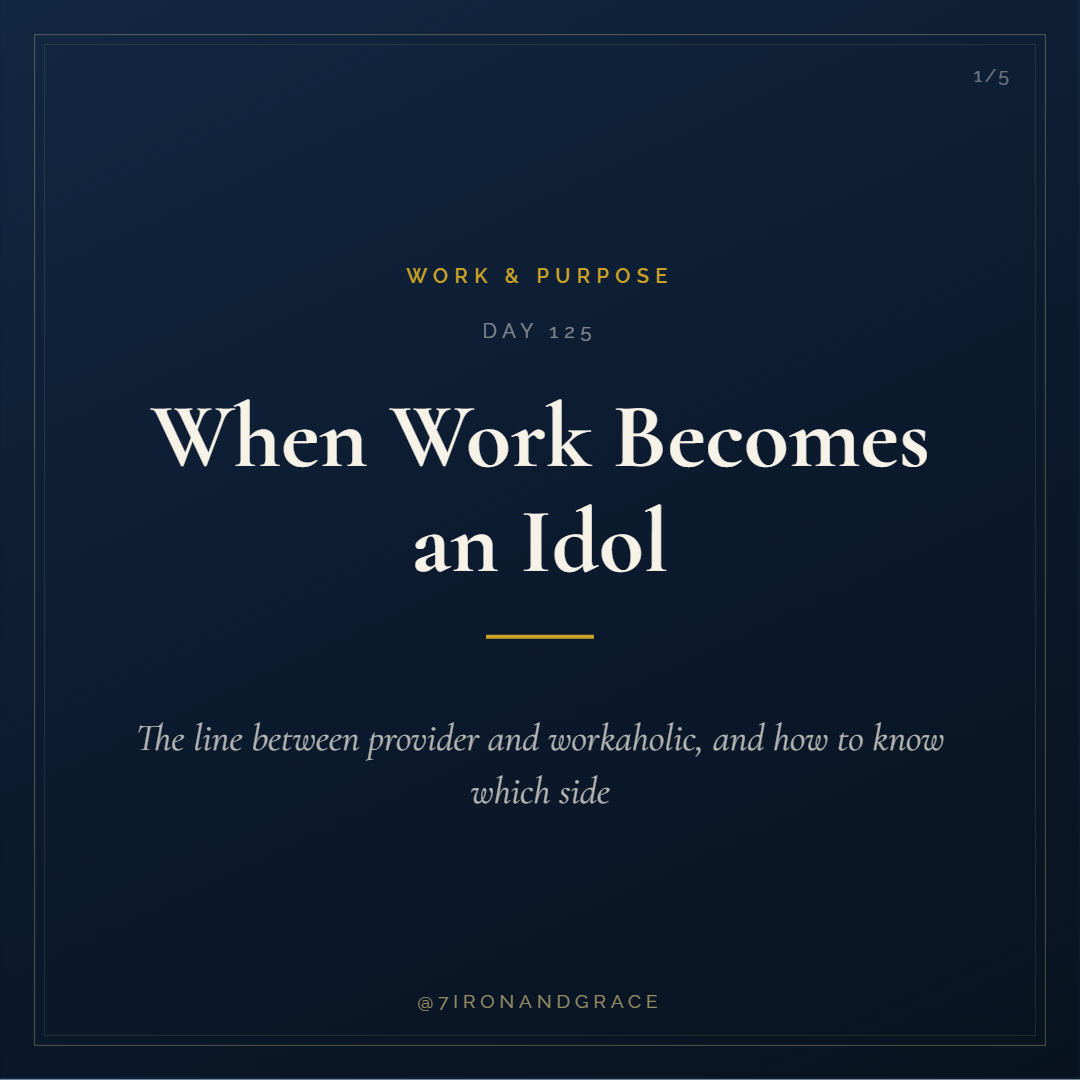 1/5
WORK & PURPOSE
DAY 125
When Work Becomes
an Idol
The line between provider and workaholic, and how to know
which side
@7IRONANDGRACE